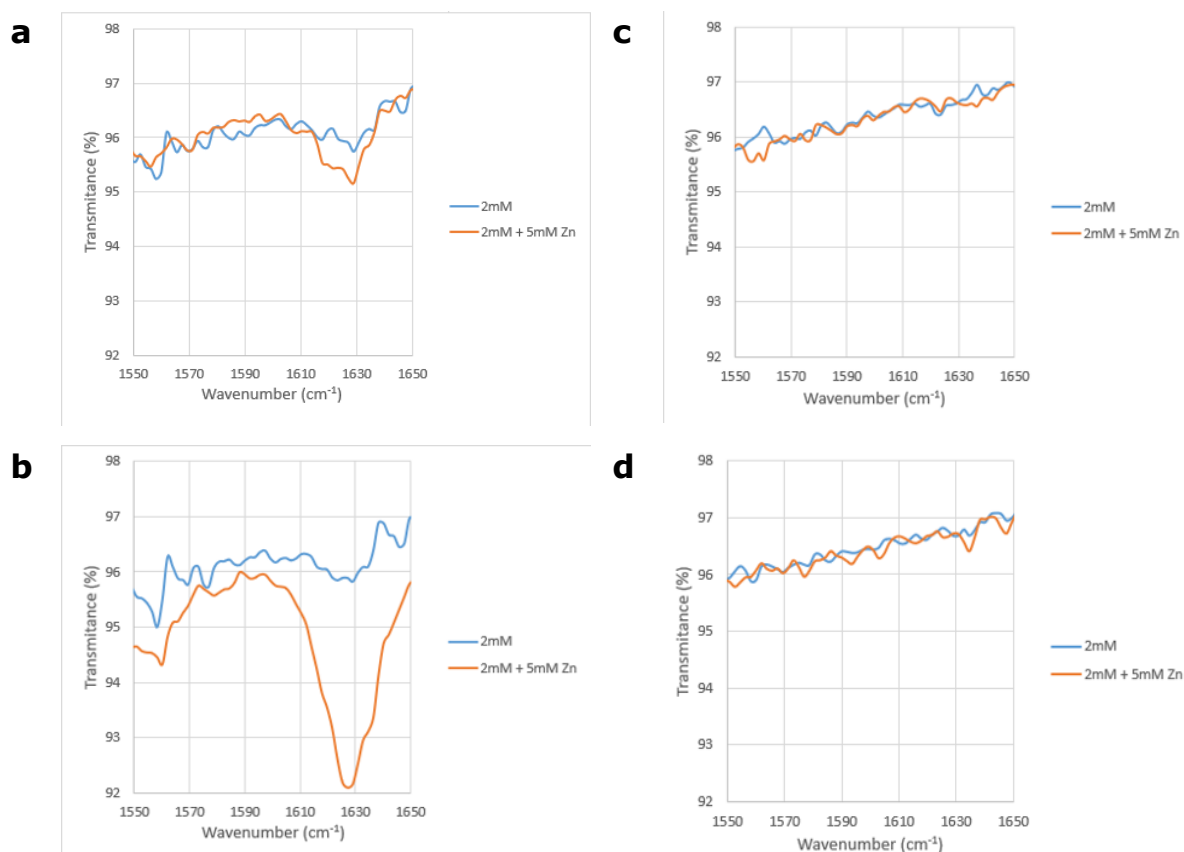 a
98
97
96
95
94
93
92
1550 1570 1590 1610 1630 1650
Transmitance (%)
Wavenumber (cm⁻¹)
2mM
2mM + 5mM Zn
c
98
97
96
95
94
93
92
1550 1570 1590 1610 1630 1650
Transmitance (%)
Wavenumber (cm⁻¹)
2mM
2mM + 5mM Zn
b
98
97
96
95
94
93
92
1550 1570 1590 1610 1630 1650
Transmitance (%)
Wavenumber (cm⁻¹)
2mM
2mM + 5mM Zn
d
98
97
96
95
94
93
92
1550 1570 1590 1610 1630 1650
Transmitance (%)
Wavenumber (cm⁻¹)
2mM
2mM + 5mM Zn